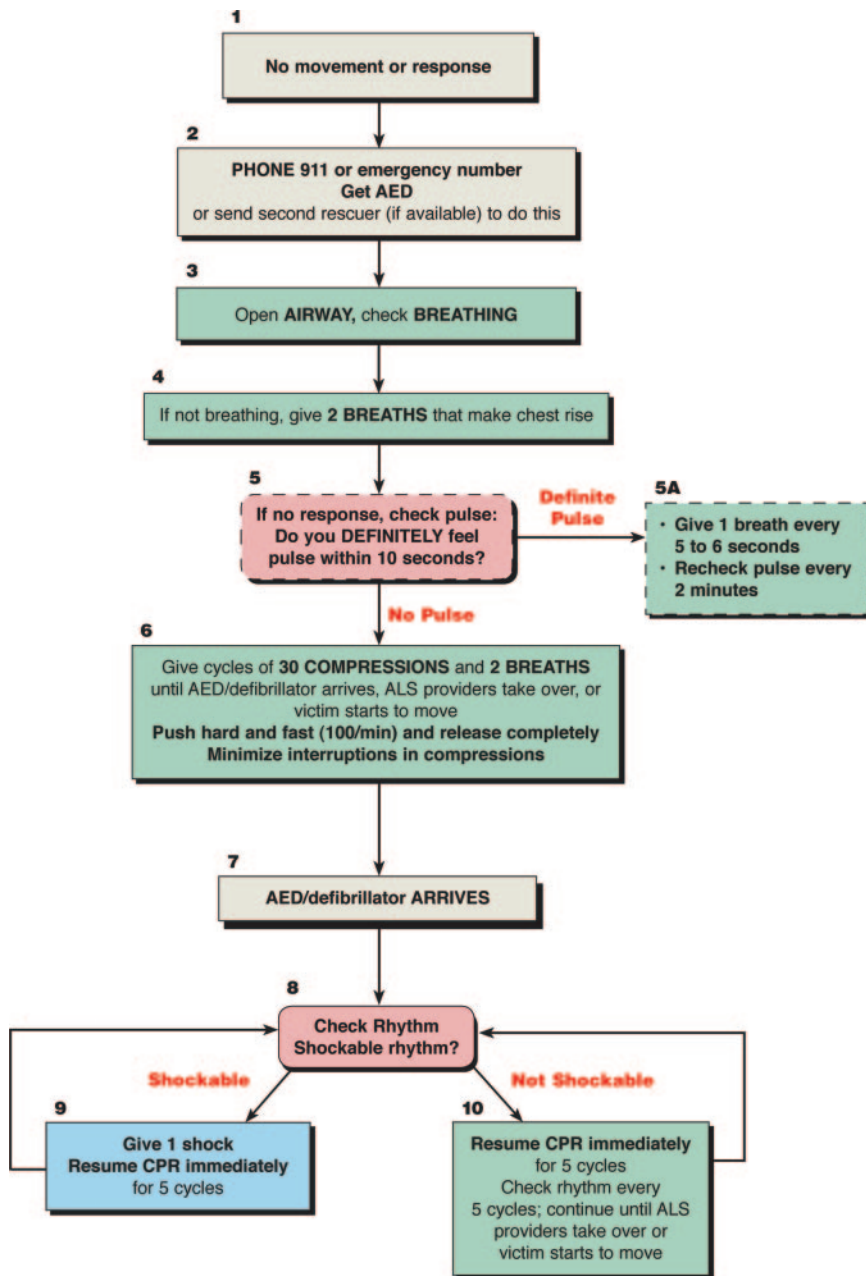 1
No movement or response
2
PHONE 911 or emergency number
Get AED
or send second rescuer (if available) to do this
3
Open AIRWAY, check BREATHING
4
If not breathing, give 2 BREATHS that make chest rise
5
If no response, check pulse:
Do you DEFINITELY feel
pulse within 10 seconds?
Definite
Pulse
5A
• Give 1 breath every
5 to 6 seconds
• Recheck pulse every
2 minutes
No Pulse
6
Give cycles of 30 COMPRESSIONS and 2 BREATHS
until AED/defibrillator arrives, ALS providers take over, or
victim starts to move
Push hard and fast (100/min) and release completely
Minimize interruptions in compressions
7
AED/defibrillator ARRIVES
8
Check Rhythm
Shockable rhythm?
Shockable
Not Shockable
9
Give 1 shock
Resume CPR immediately
for 5 cycles
10
Resume CPR immediately
for 5 cycles
Check rhythm every
5 cycles; continue until ALS
providers take over or
victim starts to move